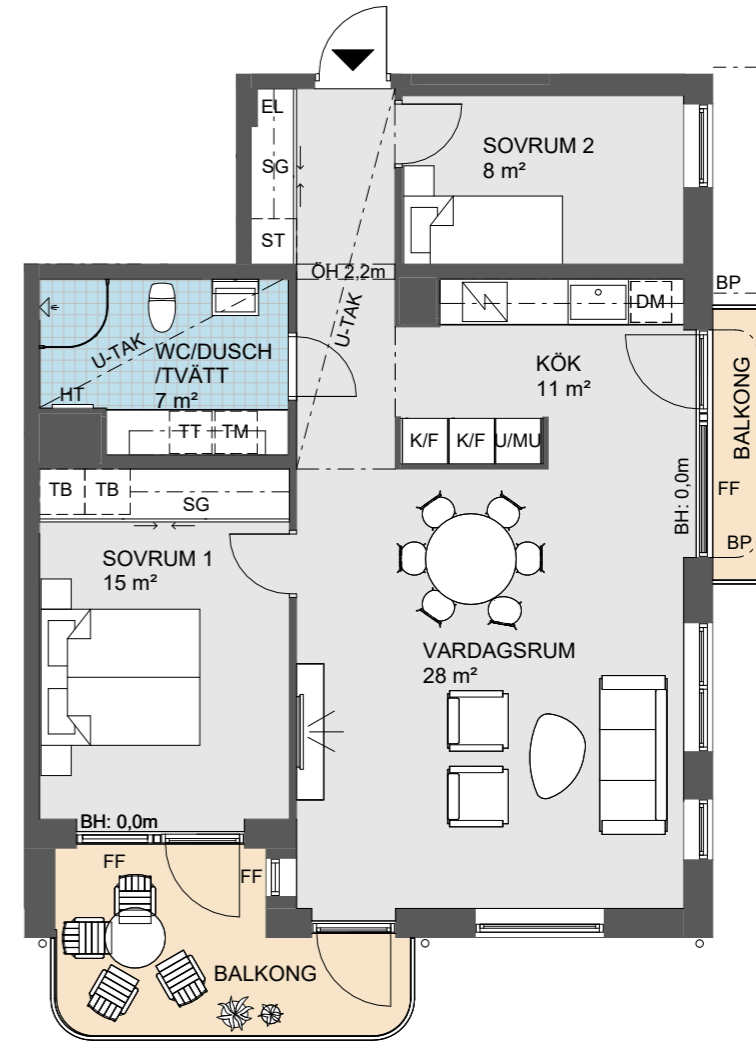 EL
SG
ST
SOVRUM 2
8 m²
ÖH 2,2m
U-TAK
BP
DM
U-TAK
WC/DUSCH
/TVÄTT
7 m²
HT
TT
TM
KÖK
11 m²
BALKONG
K/F
K/F
U/MU
TB
TB
SG
FF
BH: 0,0m
BP
SOVRUM 1
15 m²
VARDAGSRUM
28 m²
BH: 0,0m
FF
FF
BALKONG